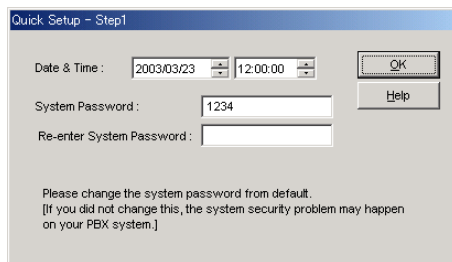 Quick Setup - Step1
Date & Time : 2003/03/23 12:00:00 OK
Help
System Password : 1234
Re-enter System Password :
Please change the system password from default.
[If you did not change this, the system security problem may happen
on your PBX system.]